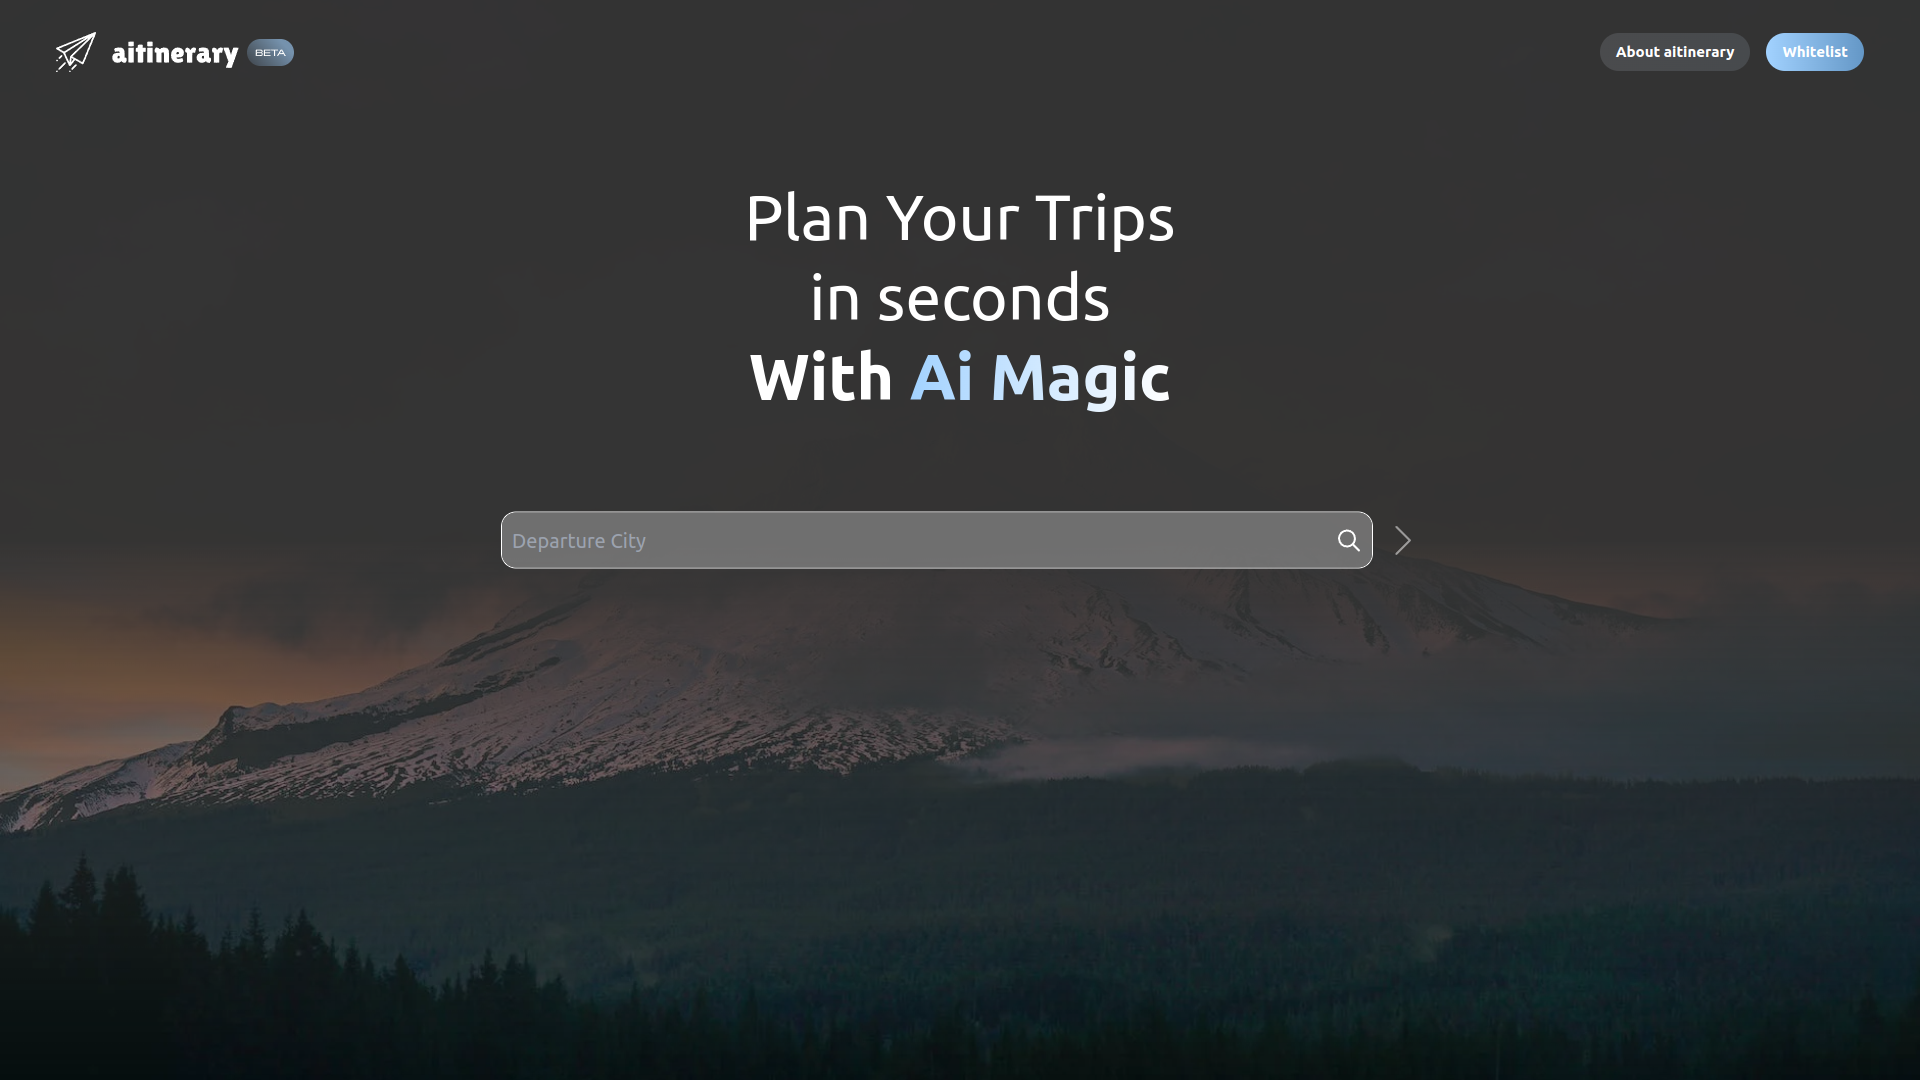 aitinerary BETA
About aitinerary
Whitelist
Plan Your Trips
in seconds
With Ai Magic
Departure City